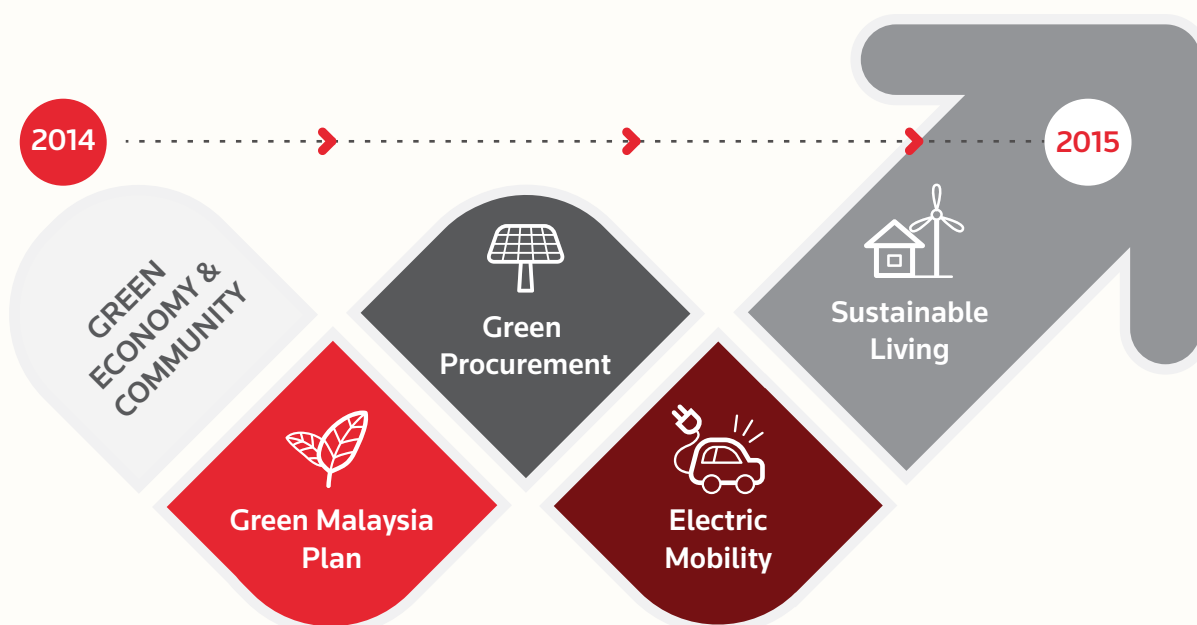 2014
2015
GREEN
ECONOMY &
COMMUNITY
Green Malaysia
Plan
Green
Procurement
Electric
Mobility
Sustainable
Living